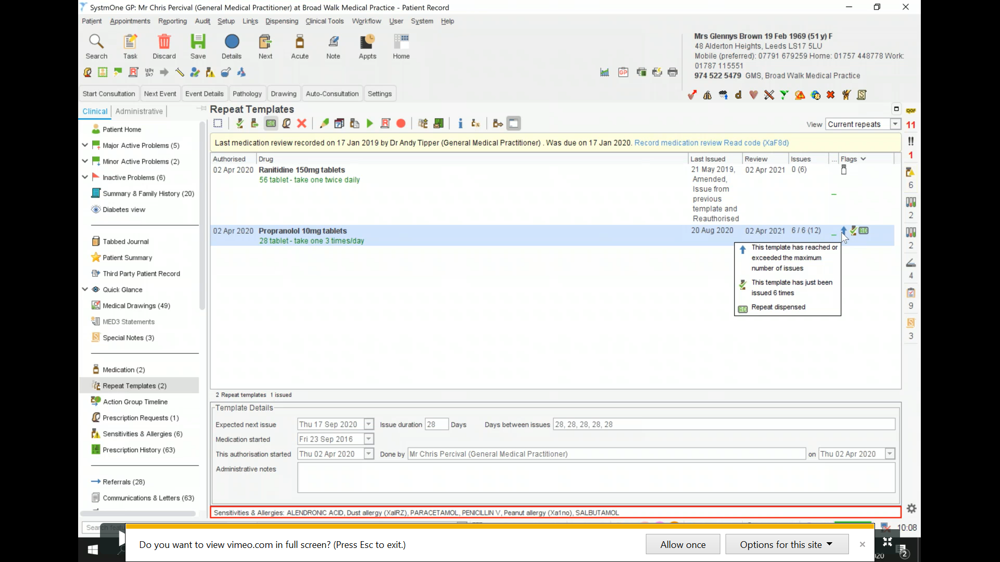 SystmOne GP: Mr Chris Percival (General Medical Practitioner) at Broad Walk Medical Practice - Patient Record
Patient Appointments Reporting Audit Setup Links Dispensing Clinical Tools Workflow User System Help
Search Task Discard Save Details Next Acute Note Appts Home
Mrs Glennys Brown 19 Feb 1969 (51 y) F
48 Alderton Heights, Leeds LS17 5LU
Mobile (preferred): 07791 679259 Home: 01757 448778 Work:
01787 115551
974 522 5479 GMS, Broad Walk Medical Practice
Start Consultation Next Event Event Details Pathology Drawing Auto-Consultation Settings
Clinical Administrative
Repeat Templates
View Current repeats
Last medication review recorded on 17 Jan 2019 by Dr Andy Tipper (General Medical Practitioner) . Was due on 17 Jan 2020. Record medication review Read code (XaF8d)
Authorised Drug Last Issued Review Issues ... Flags
02 Apr 2020 Ranitidine 150mg tablets 21 May 2019, 02 Apr 2021 0 (6)
56 tablet - take one twice daily Amended,
Issue from
previous
template and
Reauthorised
02 Apr 2020 Propranolol 10mg tablets 20 Aug 2020 02 Apr 2021 6 / 6 (12)
28 tablet - take one 3 times/day
This template has reached or
exceeded the maximum
number of issues
This template has just been
issued 6 times
Repeat dispensed
Patient Home
Major Active Problems (5)
Minor Active Problems (2)
Inactive Problems (6)
Summary & Family History (20)
Diabetes view
Tabbed Journal
Patient Summary
Third Party Patient Record
Quick Glance
Medical Drawings (49)
MED3 Statements
Special Notes (3)
Medication (2)
Repeat Templates (2)
Action Group Timeline
Prescription Requests (1)
Sensitivities & Allergies (6)
Prescription History (63)
Referrals (28)
Communications & Letters (63)
QOF
11
!!
1
6
2
2
4
9
3
2 Repeat templates 1 issued
Template Details
Expected next issue Thu 17 Sep 2020 Issue duration 28 Days Days between issues 28, 28, 28, 28, 28
Medication started Fri 23 Sep 2016
This authorisation started Thu 02 Apr 2020 Done by Mr Chris Percival (General Medical Practitioner) on Thu 02 Apr 2020
Administrative notes
Sensitivities & Allergies: ALENDRONIC ACID, Dust allergy (XaIRZ), PARACETAMOL, PENICILLIN V, Peanut allergy (Xa1no), SALBUTAMOL
Search 10:08
Do you want to view vimeo.com in full screen? (Press Esc to exit.) Allow once Options for this site
2